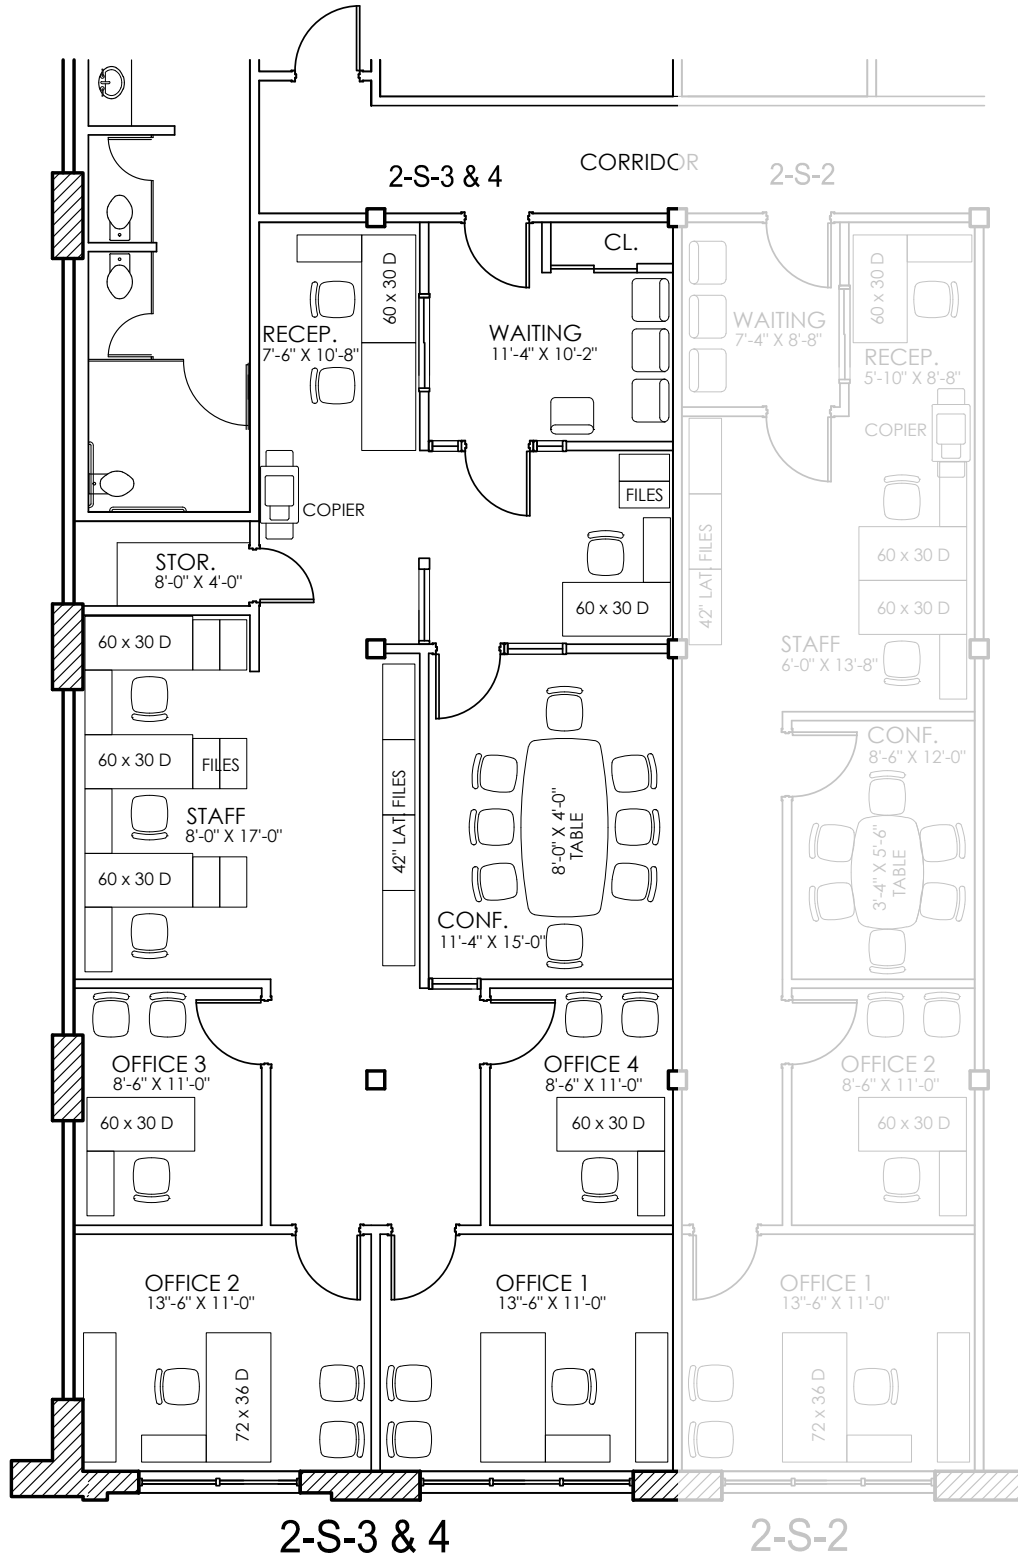 CORRIDOR
2-S-3 & 4
2-S-2
CL.
60 x 30 D
60 x 30 D
RECEP.
7'-6" X 10'-8"
WAITING
11'-4" X 10'-2"
WAITING
7'-4" X 8'-8"
RECEP.
5'-10" X 8'-8"
COPIER
FILES
COPIER
42" LAT. FILES
STOR.
8'-0" X 4'-0"
60 x 30 D
60 x 30 D
60 x 30 D
60 x 30 D
STAFF
6'-0" X 13'-8"
CONF.
8'-6" X 12'-0"
60 x 30 D
FILES
STAFF
8'-0" X 17'-0"
42" LAT. FILES
8'-0" X 4'-0"
TABLE
3'-4" X 5'-6"
TABLE
60 x 30 D
CONF.
11'-4" X 15'-0"
OFFICE 3
8'-6" X 11'-0"
OFFICE 4
8'-6" X 11'-0"
OFFICE 2
8'-6" X 11'-0"
60 x 30 D
60 x 30 D
60 x 30 D
OFFICE 2
13"-6" X 11'-0"
OFFICE 1
13"-6" X 11'-0"
OFFICE 1
13"-6" X 11'-0"
72 x 36 D
72 x 36 D
2-S-3 & 4
2-S-2